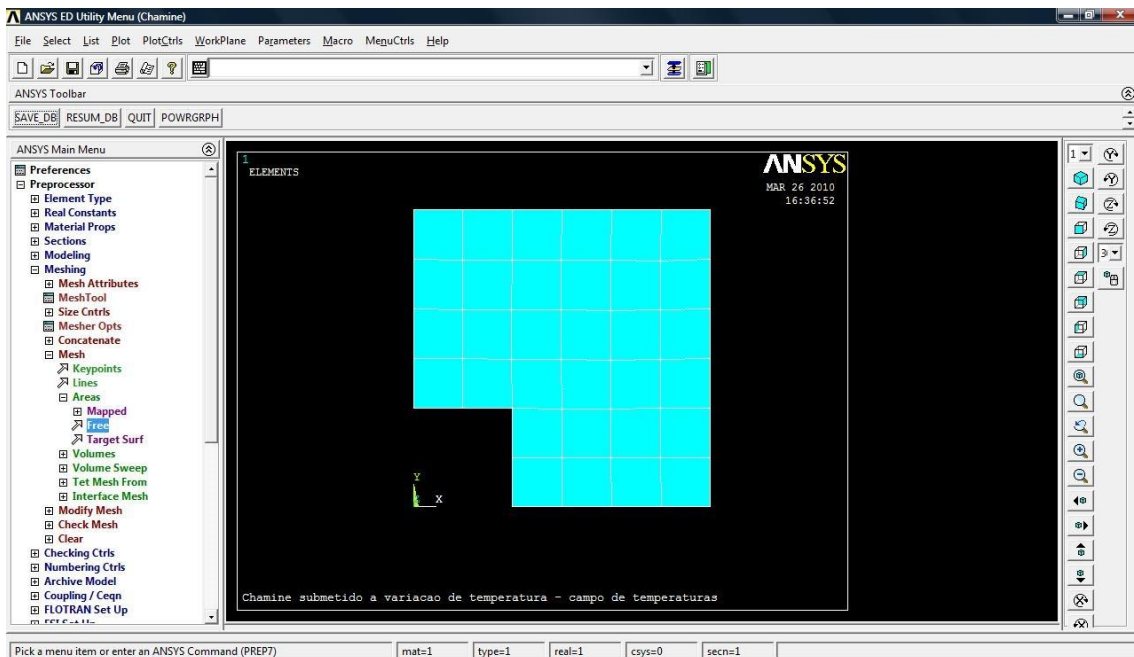 ANSYS ED Utility Menu (Chamine)
File Select List Plot PlotCtrls WorkPlane Parameters Macro MenuCtrls Help
ANSYS Toolbar
SAVE_DB RESUM_DB QUIT POWRGRPH
ANSYS Main Menu
Preferences
Preprocessor
Element Type
Real Constants
Material Props
Sections
Modeling
Meshing
Mesh Attributes
MeshTool
Size Cntrls
Mesher Opts
Concatenate
Mesh
Keypoints
Lines
Areas
Mapped
Free
Target Surf
Volumes
Volume Sweep
Tet Mesh From
Interface Mesh
Modify Mesh
Check Mesh
Clear
Checking Ctrls
Numbering Ctrls
Archive Model
Coupling / Ceqn
FLOTRAN Set Up
1
ELEMENTS
ANSYS
MAR 26 2010
16:36:52
Y
X
Chamine submetido a variacao de temperatura - campo de temperaturas
1
3
Pick a menu item or enter an ANSYS Command (PREP7)
mat=1
type=1
real=1
csys=0
secn=1